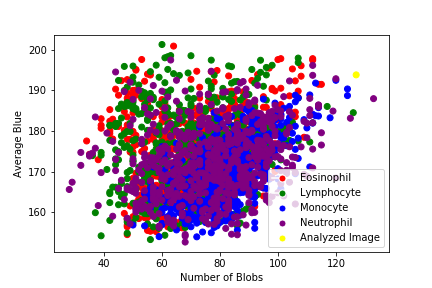 200
190
180
170
160
Average Blue
40
60
80
100
120
Number of Blobs
Eosinophil
Lymphocyte
Monocyte
Neutrophil
Analyzed Image